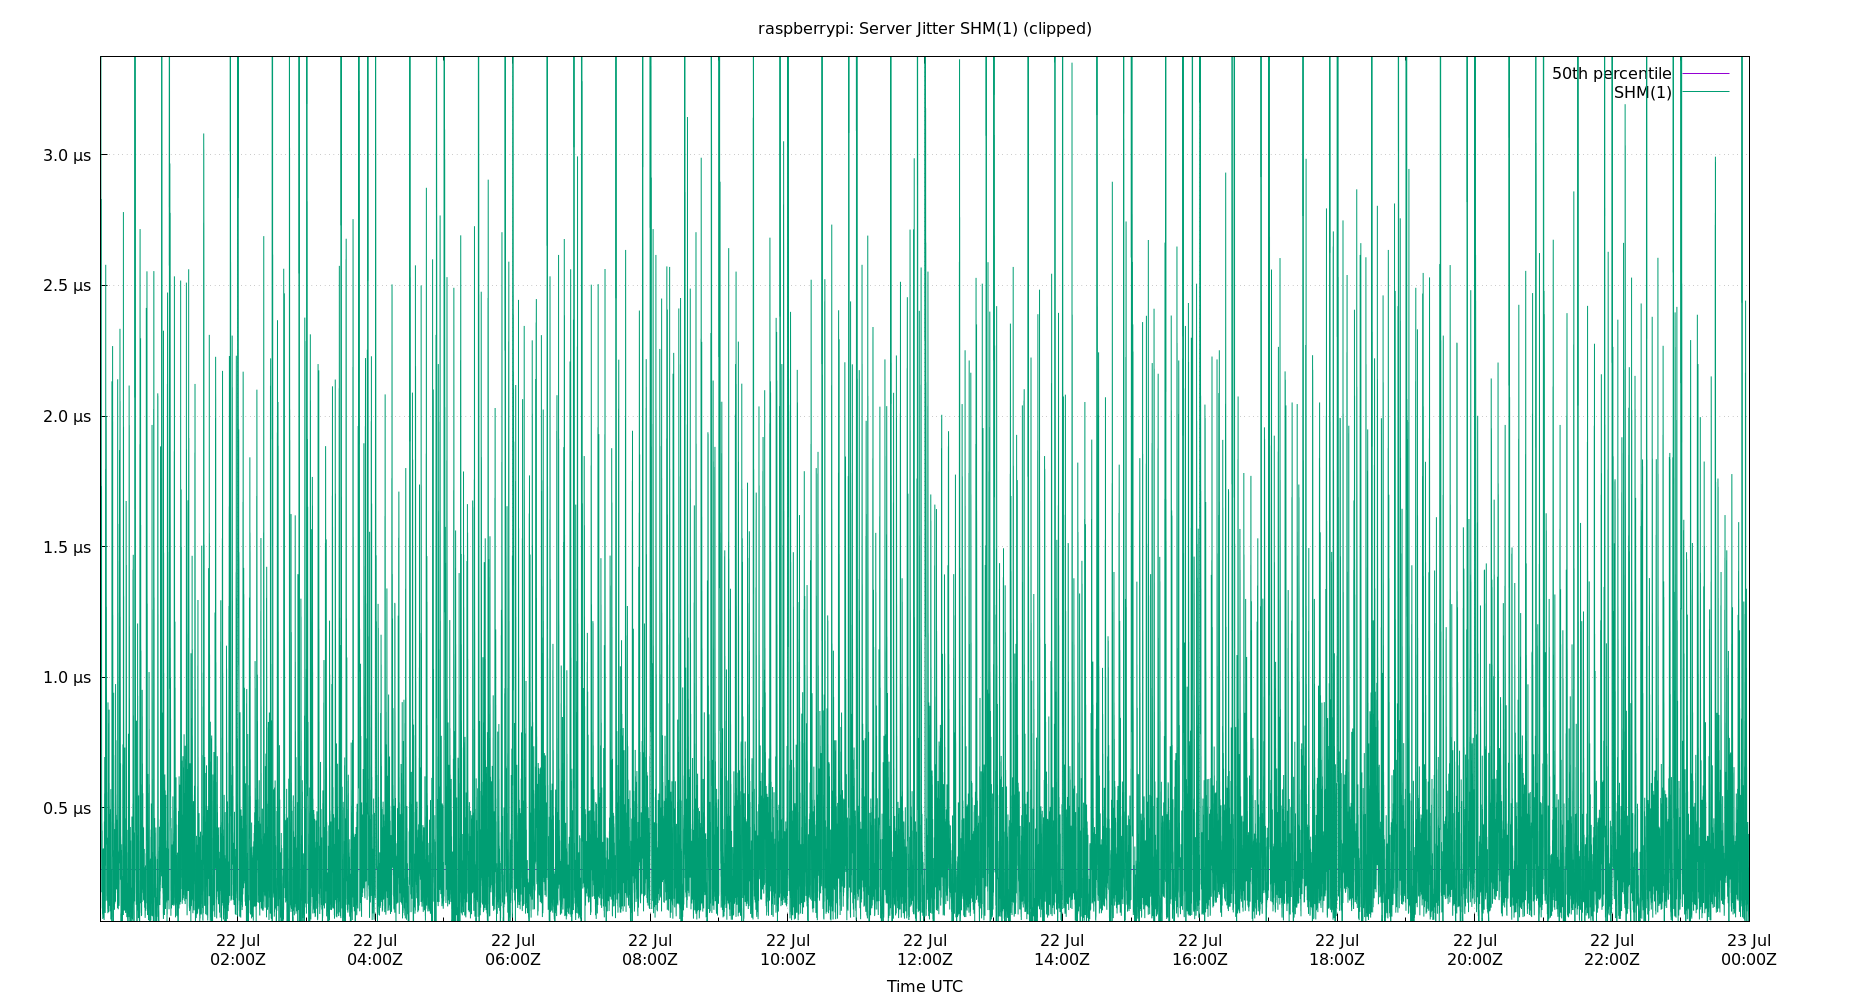 raspberrypi: Server Jitter SHM(1) (clipped)
50th percentile
SHM(1)
3.0 µs
2.5 µs
2.0 µs
1.5 µs
1.0 µs
0.5 µs
22 Jul 22 Jul 22 Jul 22 Jul 22 Jul 22 Jul 22 Jul 22 Jul 22 Jul 22 Jul 22 Jul 23 Jul
02:00Z 04:00Z 06:00Z 08:00Z 10:00Z 12:00Z 14:00Z 16:00Z 18:00Z 20:00Z 22:00Z 00:00Z
Time UTC